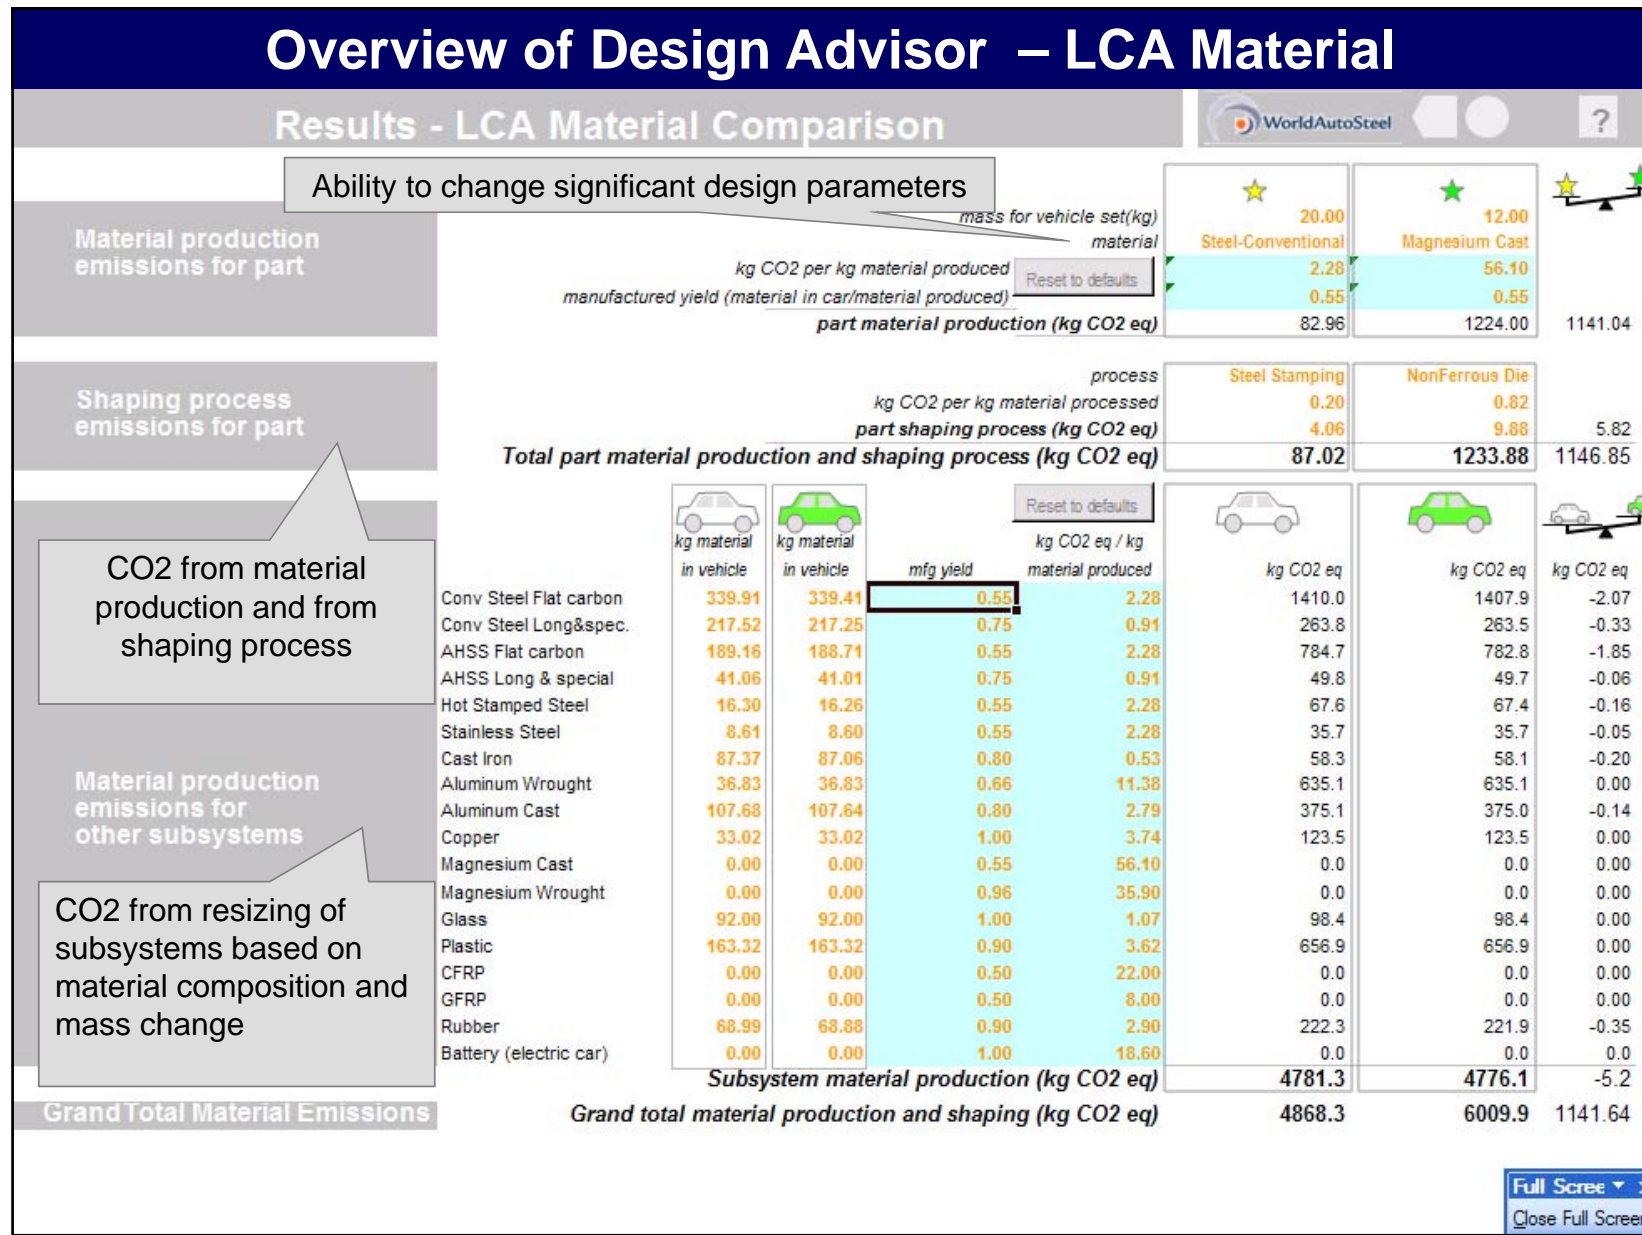 Overview of Design Advisor – LCA Material
Results - LCA Material Comparison
WorldAutoSteel
?
Ability to change significant design parameters
Material production
emissions for part
mass for vehicle set(kg) 20.00 12.00
material Steel-Conventional Magnesium Cast
kg CO2 per kg material produced Reset to defaults 2.28 56.10
manufactured yield (material in car/material produced) 0.55 0.55
part material production (kg CO2 eq) 82.96 1224.00 1141.04
Shaping process
emissions for part
process Steel Stamping NonFerrous Die
kg CO2 per kg material processed 0.20 0.82
part shaping process (kg CO2 eq) 4.06 9.88 5.82
Total part material production and shaping process (kg CO2 eq) 87.02 1233.88 1146.85
CO2 from material
production and from
shaping process
Reset to defaults
kg material kg material kg CO2 eq / kg
in vehicle in vehicle mfg yield material produced kg CO2 eq kg CO2 eq kg CO2 eq
Conv Steel Flat carbon 339.91 339.41 0.55 2.28 1410.0 1407.9 -2.07
Conv Steel Long&spec. 217.52 217.25 0.75 0.91 263.8 263.5 -0.33
AHSS Flat carbon 189.16 188.71 0.55 2.28 784.7 782.8 -1.85
AHSS Long & special 41.06 41.01 0.75 0.91 49.8 49.7 -0.06
Hot Stamped Steel 16.30 16.26 0.55 2.28 67.6 67.4 -0.16
Stainless Steel 8.61 8.60 0.55 2.28 35.7 35.7 -0.05
Cast Iron 87.37 87.06 0.80 0.53 58.3 58.1 -0.20
Aluminum Wrought 36.83 36.83 0.66 11.38 635.1 635.1 0.00
Aluminum Cast 107.68 107.64 0.80 2.79 375.1 375.0 -0.14
Copper 33.02 33.02 1.00 3.74 123.5 123.5 0.00
Magnesium Cast 0.00 0.00 0.55 56.10 0.0 0.0 0.00
Magnesium Wrought 0.00 0.00 0.96 35.90 0.0 0.0 0.00
Glass 92.00 92.00 1.00 1.07 98.4 98.4 0.00
Plastic 163.32 163.32 0.90 3.62 656.9 656.9 0.00
CFRP 0.00 0.00 0.50 22.00 0.0 0.0 0.00
GFRP 0.00 0.00 0.50 8.00 0.0 0.0 0.00
Rubber 68.99 68.88 0.90 2.90 222.3 221.9 -0.35
Battery (electric car) 0.00 0.00 1.00 18.60 0.0 0.0 0.0
Material production
emissions for
other subsystems
CO2 from resizing of
subsystems based on
material composition and
mass change
Subsystem material production (kg CO2 eq) 4781.3 4776.1 -5.2
Grand Total Material Emissions Grand total material production and shaping (kg CO2 eq) 4868.3 6009.9 1141.64
Full Scree
Close Full Screen